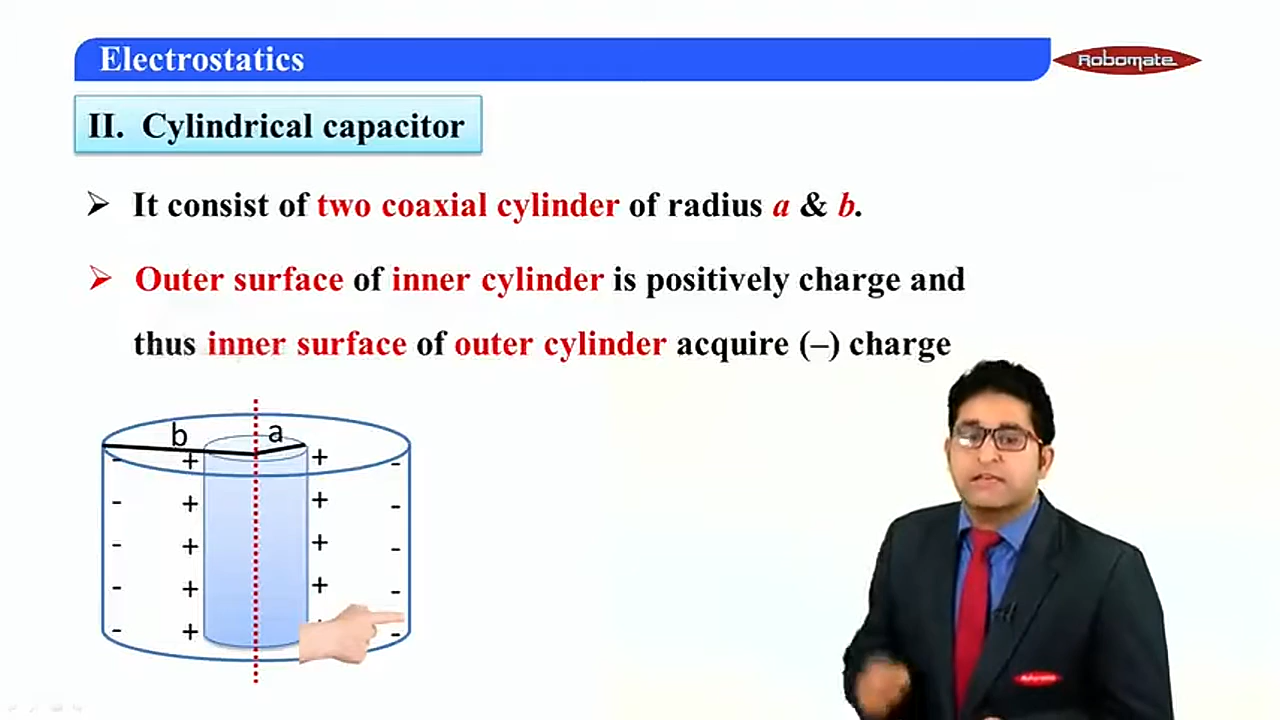 Electrostatics
Robomate
II. Cylindrical capacitor
➢ It consist of two coaxial cylinder of radius a & b.
➢ Outer surface of inner cylinder is positively charge and
thus inner surface of outer cylinder acquire (–) charge
b a
- + + -
- + + -
- + + -
- + + -
- + -